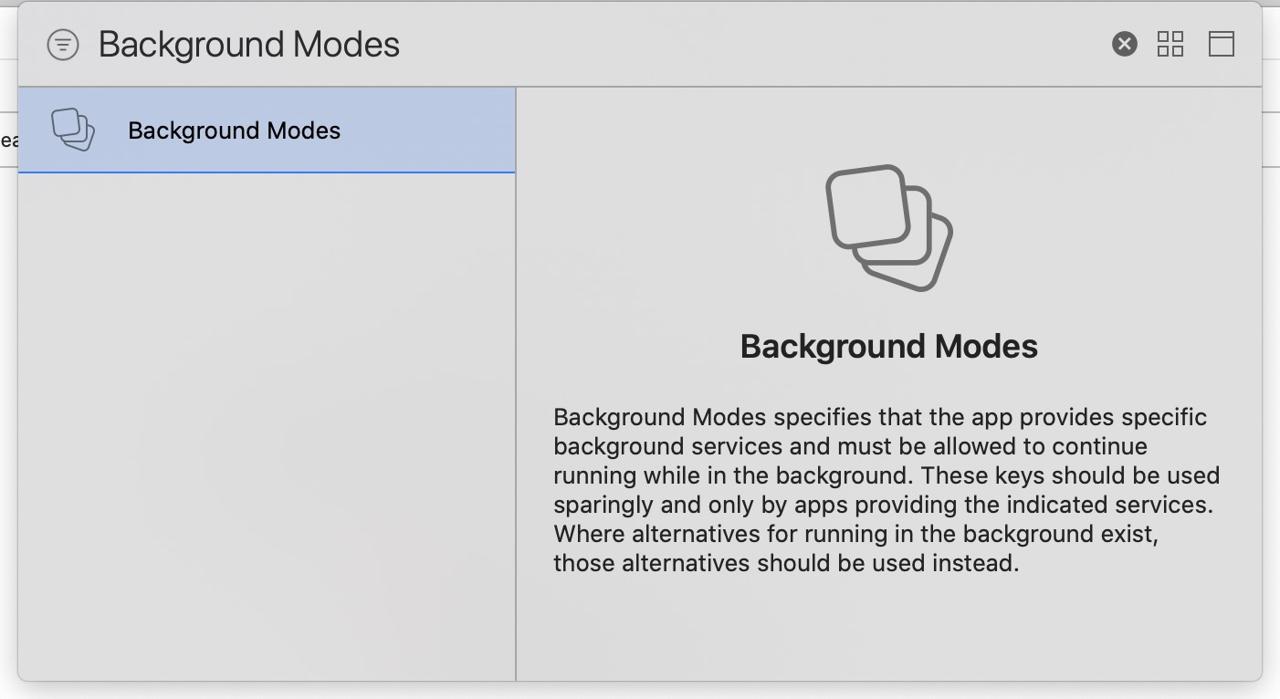 Background Modes
Background Modes
ea
Background Modes
Background Modes specifies that the app provides specific
background services and must be allowed to continue
running while in the background. These keys should be used
sparingly and only by apps providing the indicated services.
Where alternatives for running in the background exist,
those alternatives should be used instead.